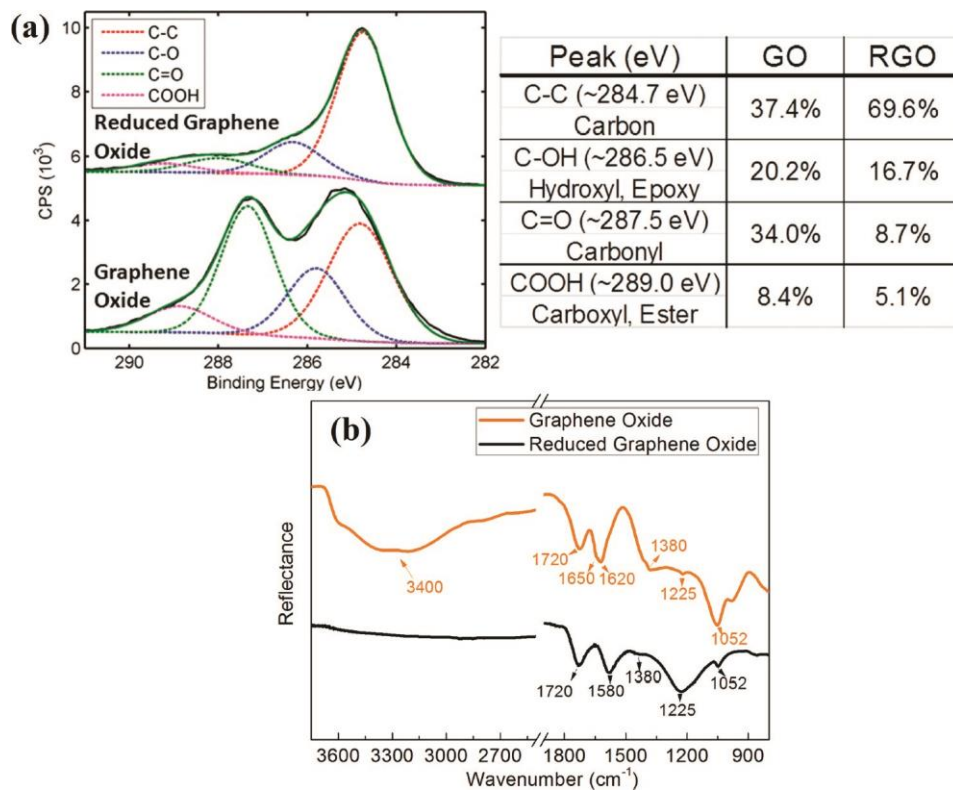 (a)
C-C
C-O
C=O
COOH
Reduced Graphene
Oxide
Graphene
Oxide
10
8
6
4
2
0
CPS (10³)
290 288 286 284 282
Binding Energy (eV)
Peak (eV) GO RGO
C-C (~284.7 eV) 37.4% 69.6%
Carbon
C-OH (~286.5 eV) 20.2% 16.7%
Hydroxyl, Epoxy
C=O (~287.5 eV) 34.0% 8.7%
Carbonyl
COOH (~289.0 eV) 8.4% 5.1%
Carboxyl, Ester
(b)
Graphene Oxide
Reduced Graphene Oxide
Reflectance
3400
1720
1650
1620
1380
1225
1052
1720
1580
1380
1225
1052
3600 3300 3000 2700 1800 1500 1200 900
Wavenumber (cm⁻¹)